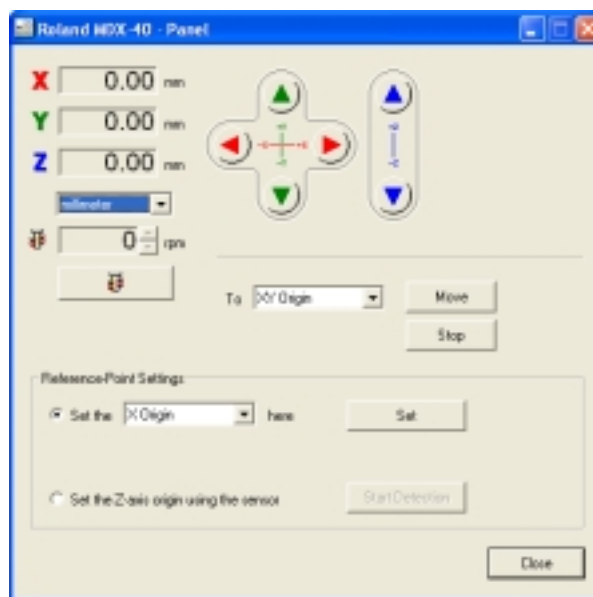 Roland MDX-40 - Panel
X 0.00 mm
Y 0.00 mm
Z 0.00 mm
millimeter
0 rpm
To XY Origin Move
Stop
Reference-Point Settings
Set the X Origin here Set
Set the Z-axis origin using the sensor Start Detection
Close